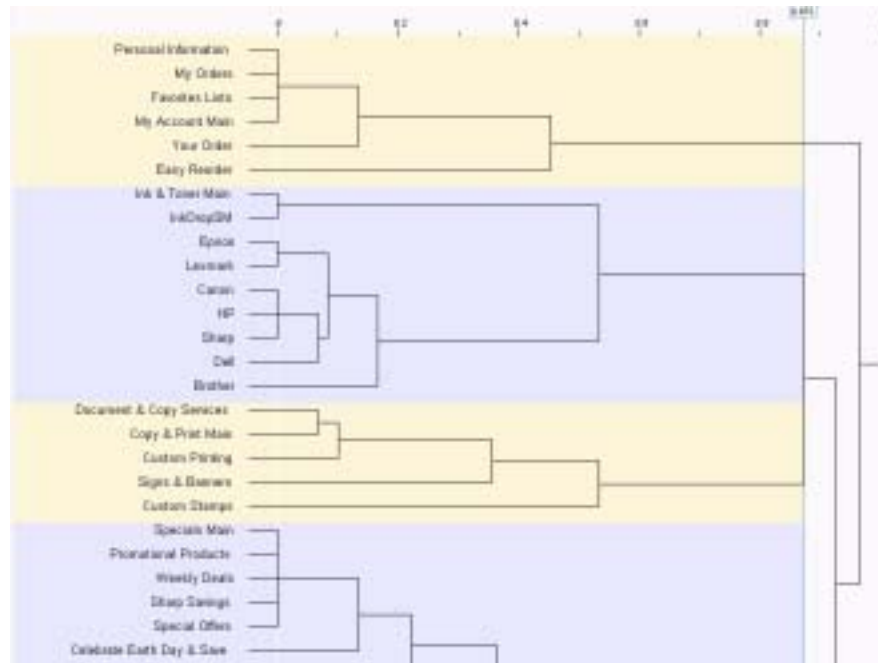 0 0.2 0.4 0.6 0.8
Personal Information
My Orders
Favorites Lists
My Account Main
Your Order
Easy Reorder
Ink & Toner Main
InkDropSM
Epson
Lexmark
Canon
HP
Sharp
Dell
Brother
Document & Copy Services
Copy & Print Main
Custom Printing
Signs & Banners
Custom Stamps
Specials Main
Promotional Products
Weekly Deals
Sharp Savings
Special Offers
Celebrate Earth Day & Save